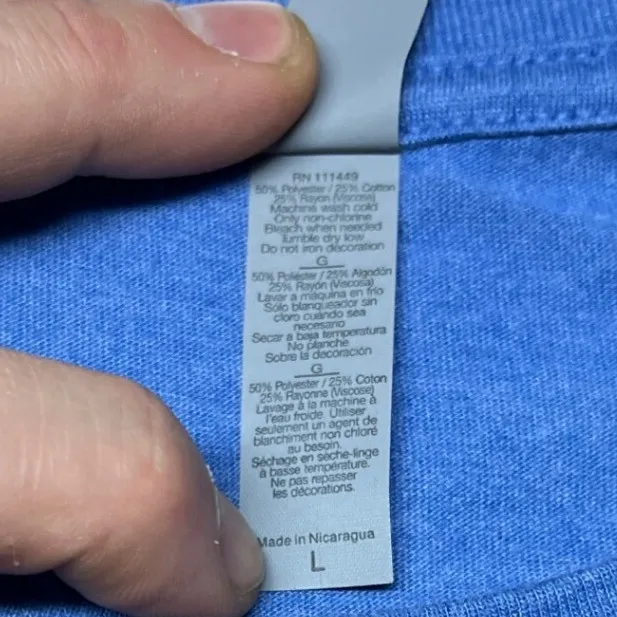 RN 111449
50% Polyester / 25% Cotton
25% Rayon (Viscose)
Machine wash cold
Only non-chlorine
Bleach when needed
Tumble dry low
Do not iron decoration
G
50% Poliéster / 25% Algodón
25% Rayón (Viscosa)
Lavar a máquina en frío
Sólo blanqueador sin
cloro cuando sea
necesario
Secar a baja temperatura
No planche
Sobre la decoración
G
50% Polyester / 25% Coton
25% Rayonne (Viscose)
Lavage à la machine à
l'eau froide. Utiliser
seulement un agent de
blanchiment non chloré
au besoin.
Séchage en sèche-linge
à basse température.
Ne pas repasser
les décorations.
Made in Nicaragua
L